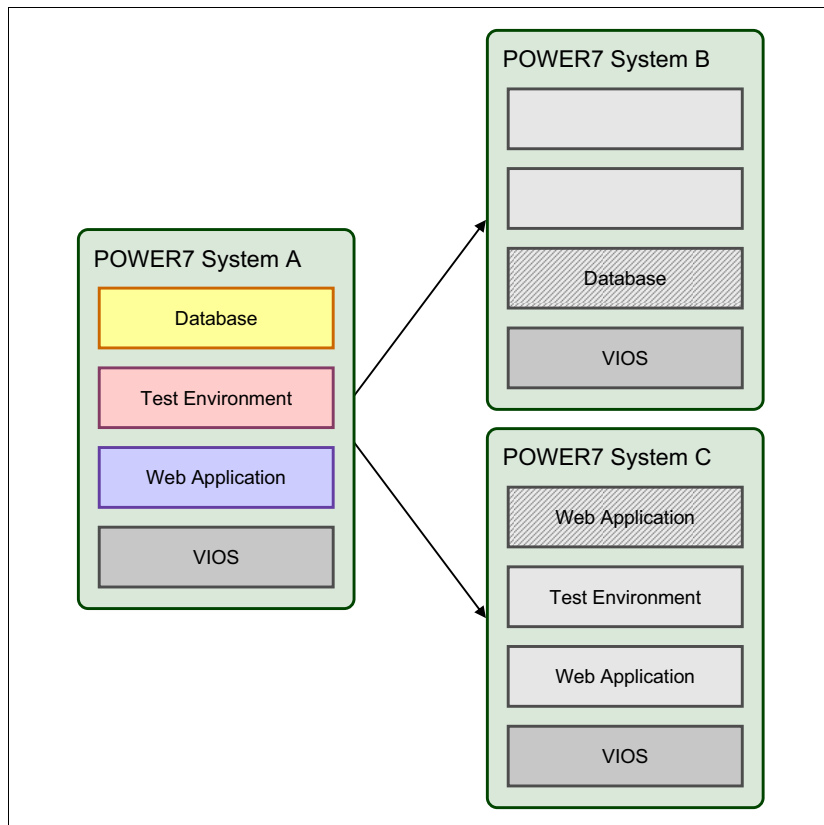 POWER7 System A
Database
Test Environment
Web Application
VIOS
POWER7 System B
Database
VIOS
POWER7 System C
Web Application
Test Environment
Web Application
VIOS